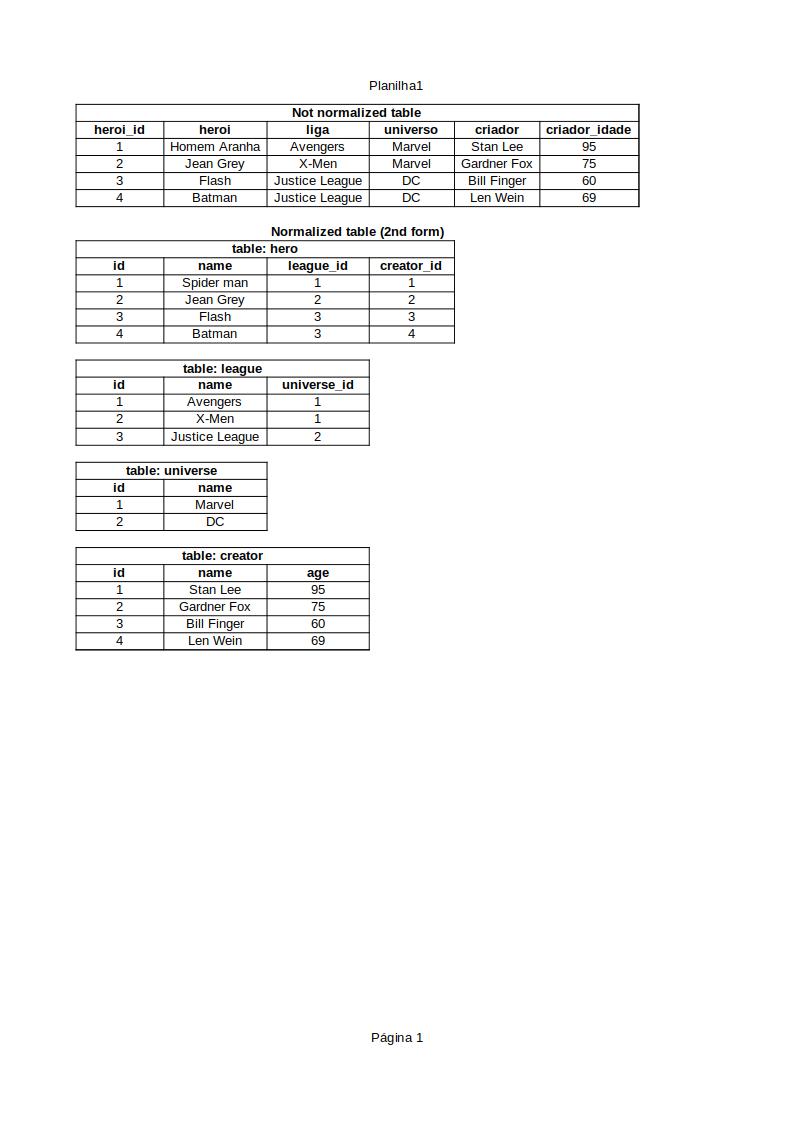 Planilha1
Not normalized table
heroi_id heroi liga universo criador criador_idade
1 Homem Aranha Avengers Marvel Stan Lee 95
2 Jean Grey X-Men Marvel Gardner Fox 75
3 Flash Justice League DC Bill Finger 60
4 Batman Justice League DC Len Wein 69
Normalized table (2nd form)
table: hero
id name league_id creator_id
1 Spider man 1 1
2 Jean Grey 2 2
3 Flash 3 3
4 Batman 3 4
table: league
id name universe_id
1 Avengers 1
2 X-Men 1
3 Justice League 2
table: universe
id name
1 Marvel
2 DC
table: creator
id name age
1 Stan Lee 95
2 Gardner Fox 75
3 Bill Finger 60
4 Len Wein 69
Página 1